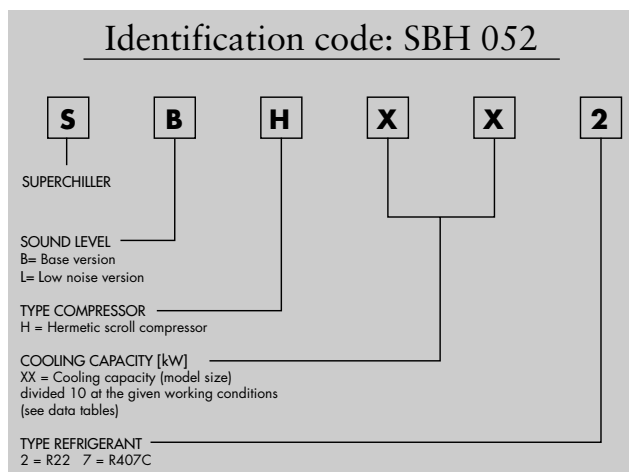 Identification code: SBH 052
S B H X X 2
SUPERCHILLER
SOUND LEVEL
B= Base version
L= Low noise version
TYPE COMPRESSOR
H = Hermetic scroll compressor
COOLING CAPACITY [kW]
XX = Cooling capacity (model size)
divided 10 at the given working conditions
(see data tables)
TYPE REFRIGERANT
2 = R22 7 = R407C